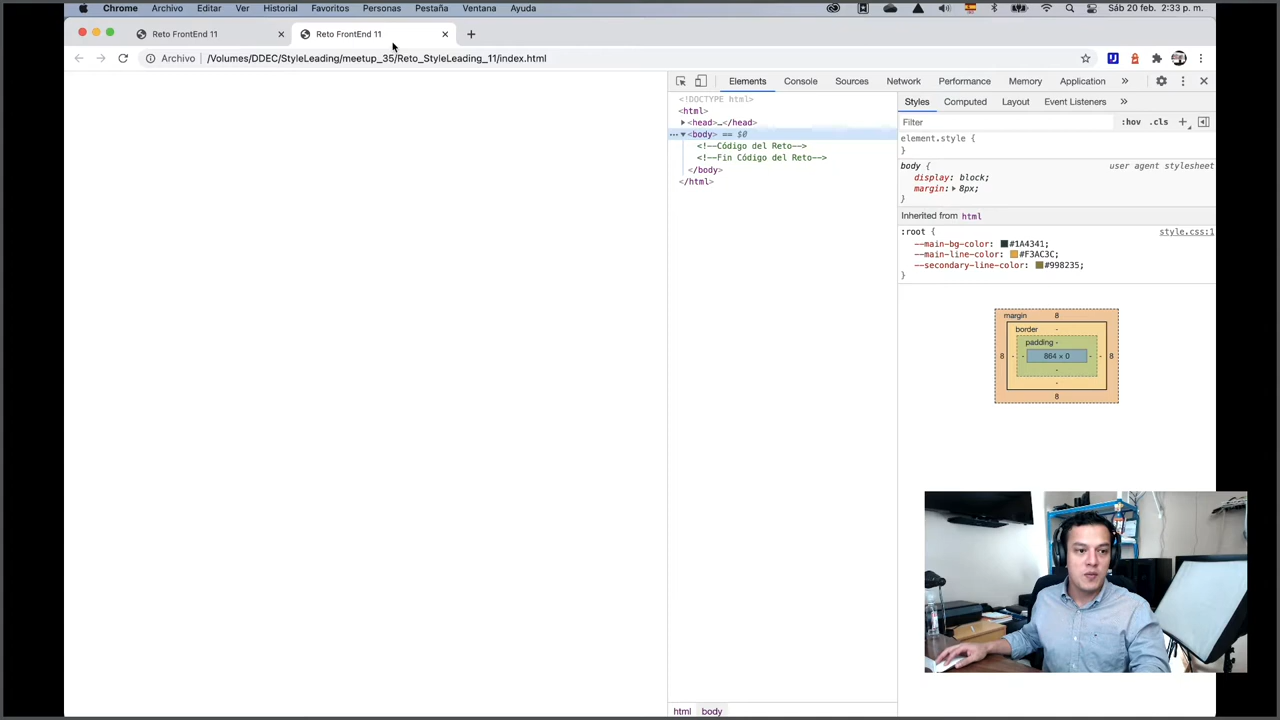 Chrome Archivo Editar Ver Historial Favoritos Personas Pestaña Ventana Ayuda Sáb 20 feb. 2:33 p. m.
Reto FrontEnd 11 Reto FrontEnd 11
Archivo /Volumes/DDEC/StyleLeading/meetup_35/Reto_StyleLeading_11/index.html
Elements Console Sources Network Performance Memory Application »
<!DOCTYPE html>
<html>
<head>…</head>
<body> == $0
<!--Código del Reto-->
<!--Fin Código del Reto-->
</body>
</html>
html body
Styles Computed Layout Event Listeners »
Filter :hov .cls
element.style {
}
body { user agent stylesheet
display: block;
margin: 8px;
}
Inherited from html
:root { style.css:1
--main-bg-color: #1A4341;
--main-line-color: #F3AC3C;
--secondary-line-color: #998235;
}
margin 8
border -
padding -
8 - - 864 × 0 - - 8
-
-
8